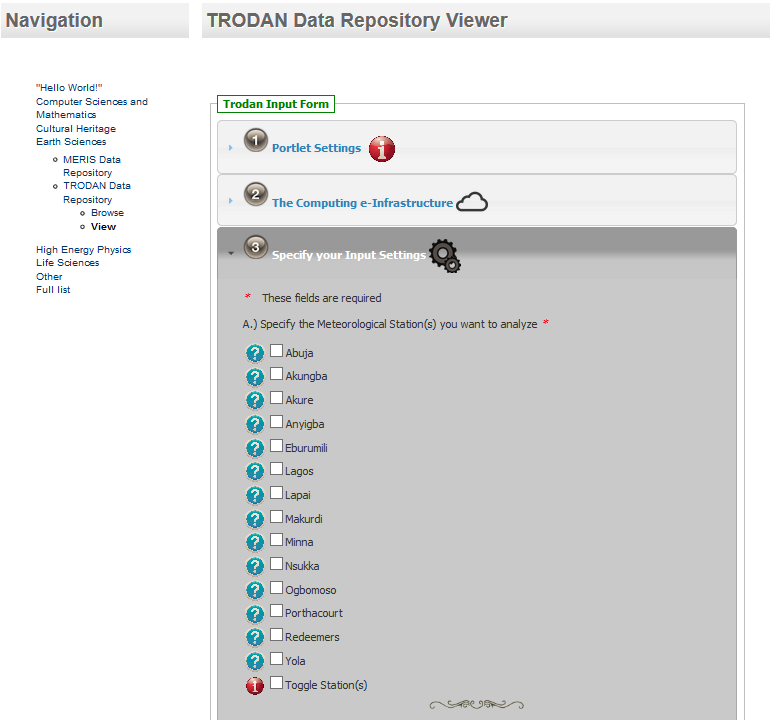 Navigation
TRODAN Data Repository Viewer
"Hello World!"
Computer Sciences and
Mathematics
Cultural Heritage
Earth Sciences
MERIS Data
Repository
TRODAN Data
Repository
Browse
View
High Energy Physics
Life Sciences
Other
Full list
Trodan Input Form
1 Portlet Settings i
2 The Computing e-Infrastructure
3 Specify your Input Settings
* These fields are required
A.) Specify the Meteorological Station(s) you want to analyze *
? Abuja
? Akungba
? Akure
? Anyigba
? Eburumili
? Lagos
? Lapai
? Makurdi
? Minna
? Nsukka
? Ogbomoso
? Porthacourt
? Redeemers
? Yola
i Toggle Station(s)